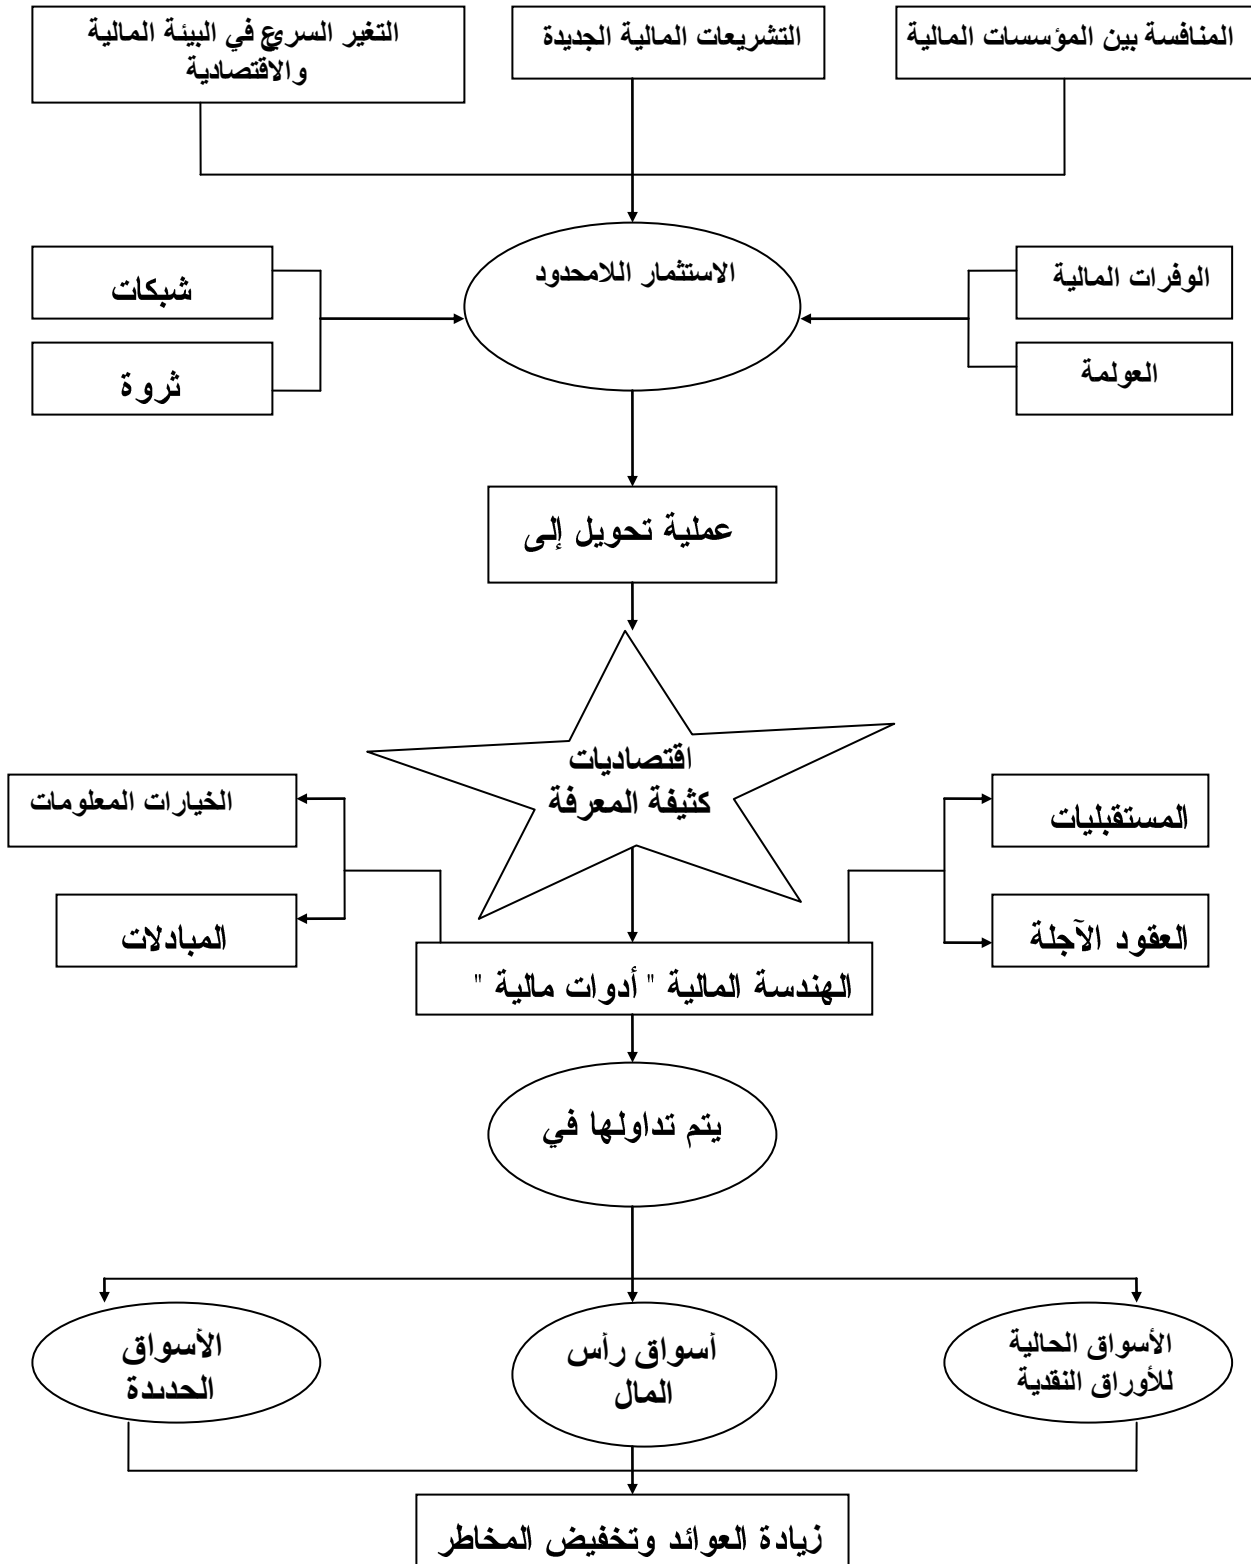 المنافسة بين المؤسسات المالية
التشريعات المالية الجديدة
التغير السريع في البيئة المالية
والاقتصادية
الاستثمار اللامحدود
الوفرات المالية
العولمة
شبكات
ثروة
عملية تحويل إلى
اقتصاديات
كثيفة المعرفة
المستقبليات
العقود الآجلة
الخيارات المعلومات
المبادلات
الهندسة المالية " أدوات مالية "
يتم تداولها في
الأسواق الحالية
للأوراق النقدية
أسواق رأس
المال
الأسواق
الجديدة
زيادة العوائد وتخفيض المخاطر